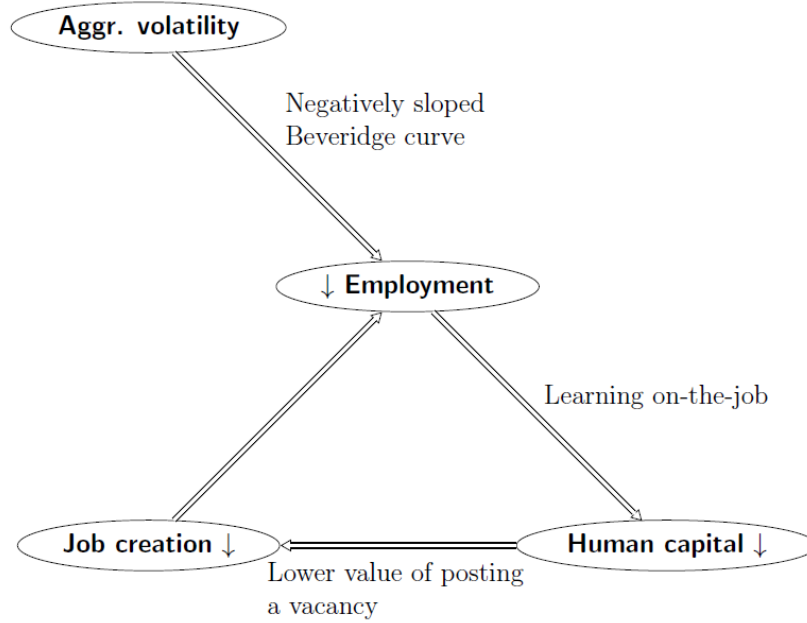 Aggr. volatility
Negatively sloped
Beveridge curve
↓ Employment
Learning on-the-job
Job creation ↓
Human capital ↓
Lower value of posting
a vacancy